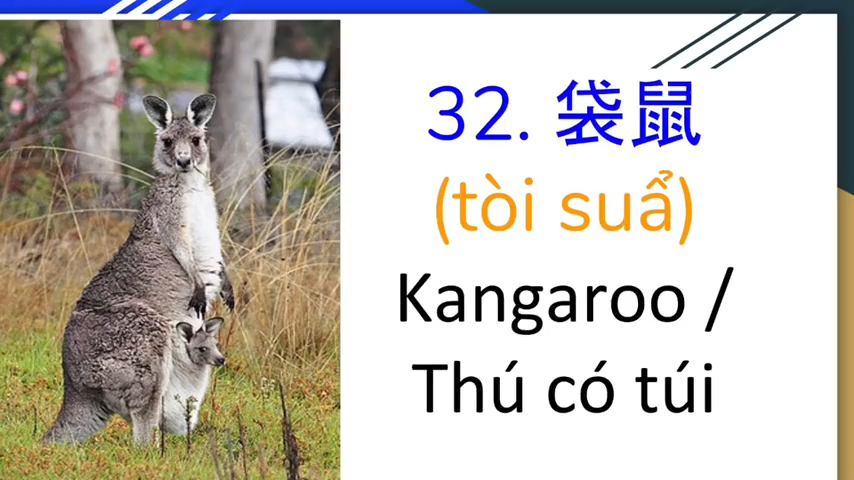 32. 袋鼠
(tòi suẩ)
Kangaroo /
Thú có túi